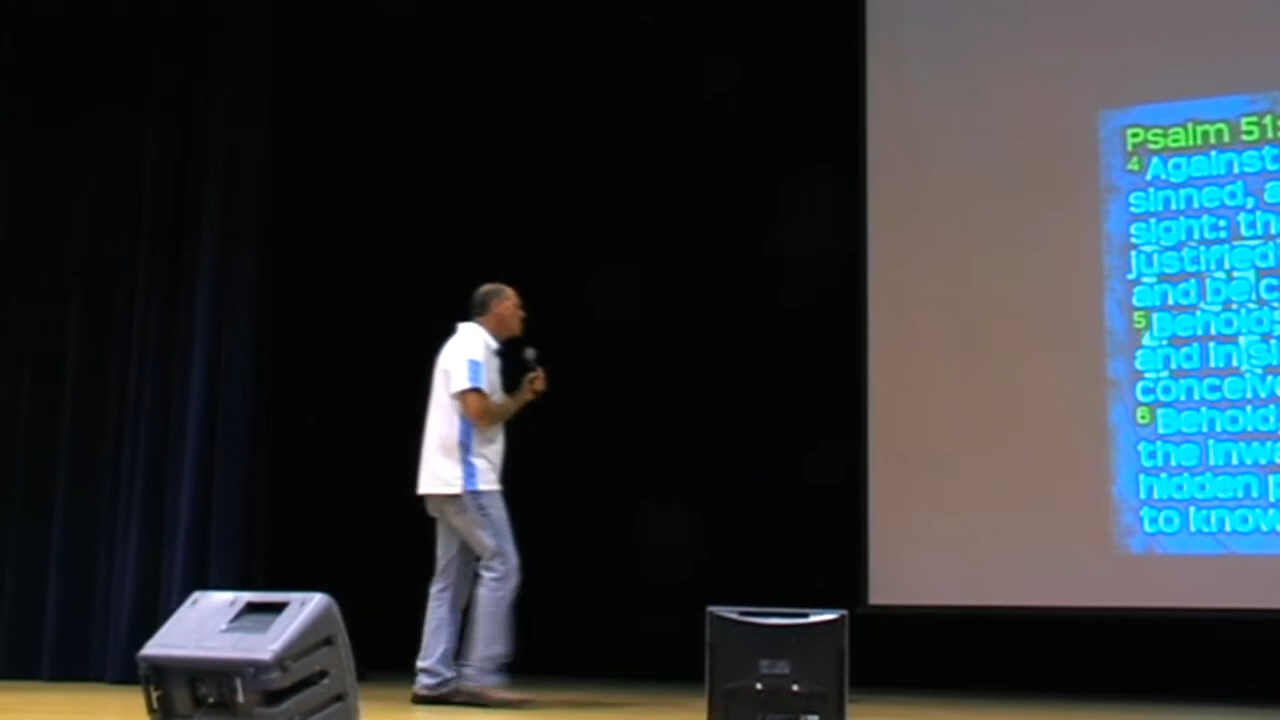 Psalm 51:
4 Against
sinned, a
sight: th
justified
and be c
5 Behold,
and in si
conceive
6 Behold,
the inwa
hidden p
to know